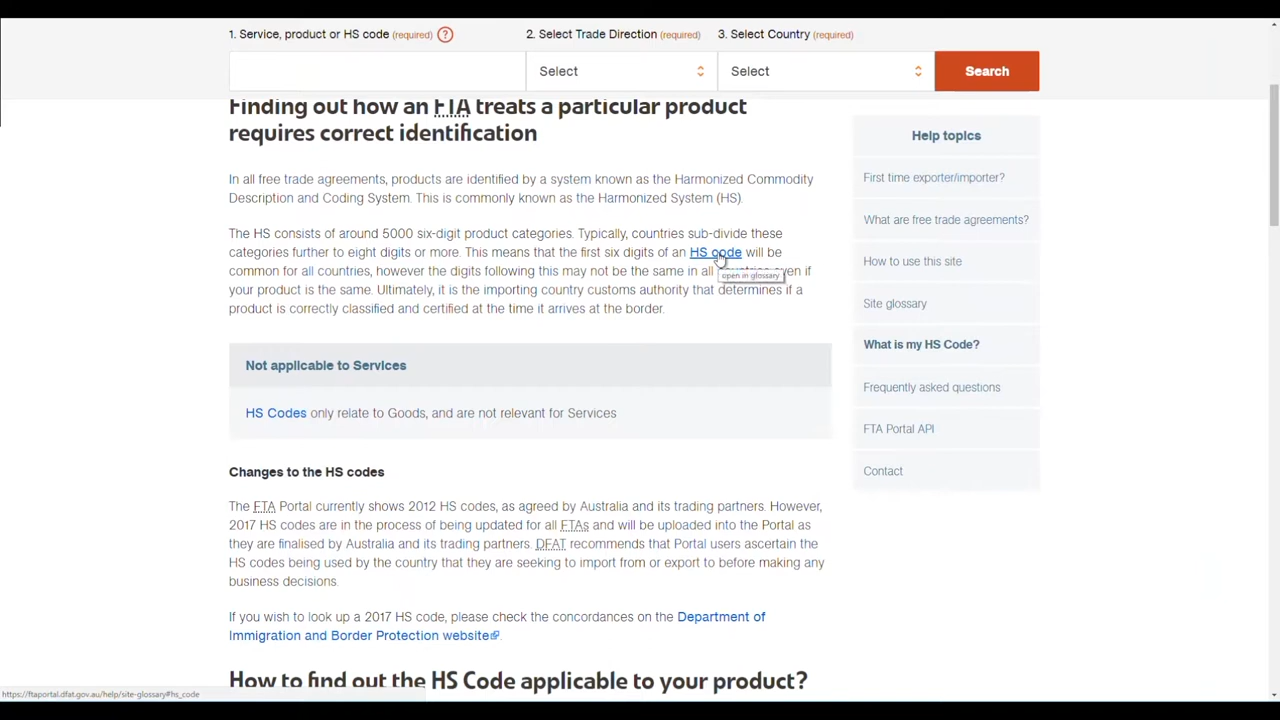 1. Service, product or HS code (required) ?
2. Select Trade Direction (required)
3. Select Country (required)
Select
Select
Search
Finding out how an FTA treats a particular product
requires correct identification
In all free trade agreements, products are identified by a system known as the Harmonized Commodity
Description and Coding System. This is commonly known as the Harmonized System (HS).
The HS consists of around 5000 six-digit product categories. Typically, countries sub-divide these
categories further to eight digits or more. This means that the first six digits of an HS code will be
common for all countries, however the digits following this may not be the same in all even if
open in glossary
your product is the same. Ultimately, it is the importing country customs authority that determines if a
product is correctly classified and certified at the time it arrives at the border.
Not applicable to Services
HS Codes only relate to Goods, and are not relevant for Services
Changes to the HS codes
The FTA Portal currently shows 2012 HS codes, as agreed by Australia and its trading partners. However,
2017 HS codes are in the process of being updated for all FTAs and will be uploaded into the Portal as
they are finalised by Australia and its trading partners. DFAT recommends that Portal users ascertain the
HS codes being used by the country that they are seeking to import from or export to before making any
business decisions.
If you wish to look up a 2017 HS code, please check the concordances on the Department of
Immigration and Border Protection website.
How to find out the HS Code applicable to your product?
Help topics
First time exporter/importer?
What are free trade agreements?
How to use this site
Site glossary
What is my HS Code?
Frequently asked questions
FTA Portal API
Contact
https://ftaportal.dfat.gov.au/help/site-glossary#hs_code